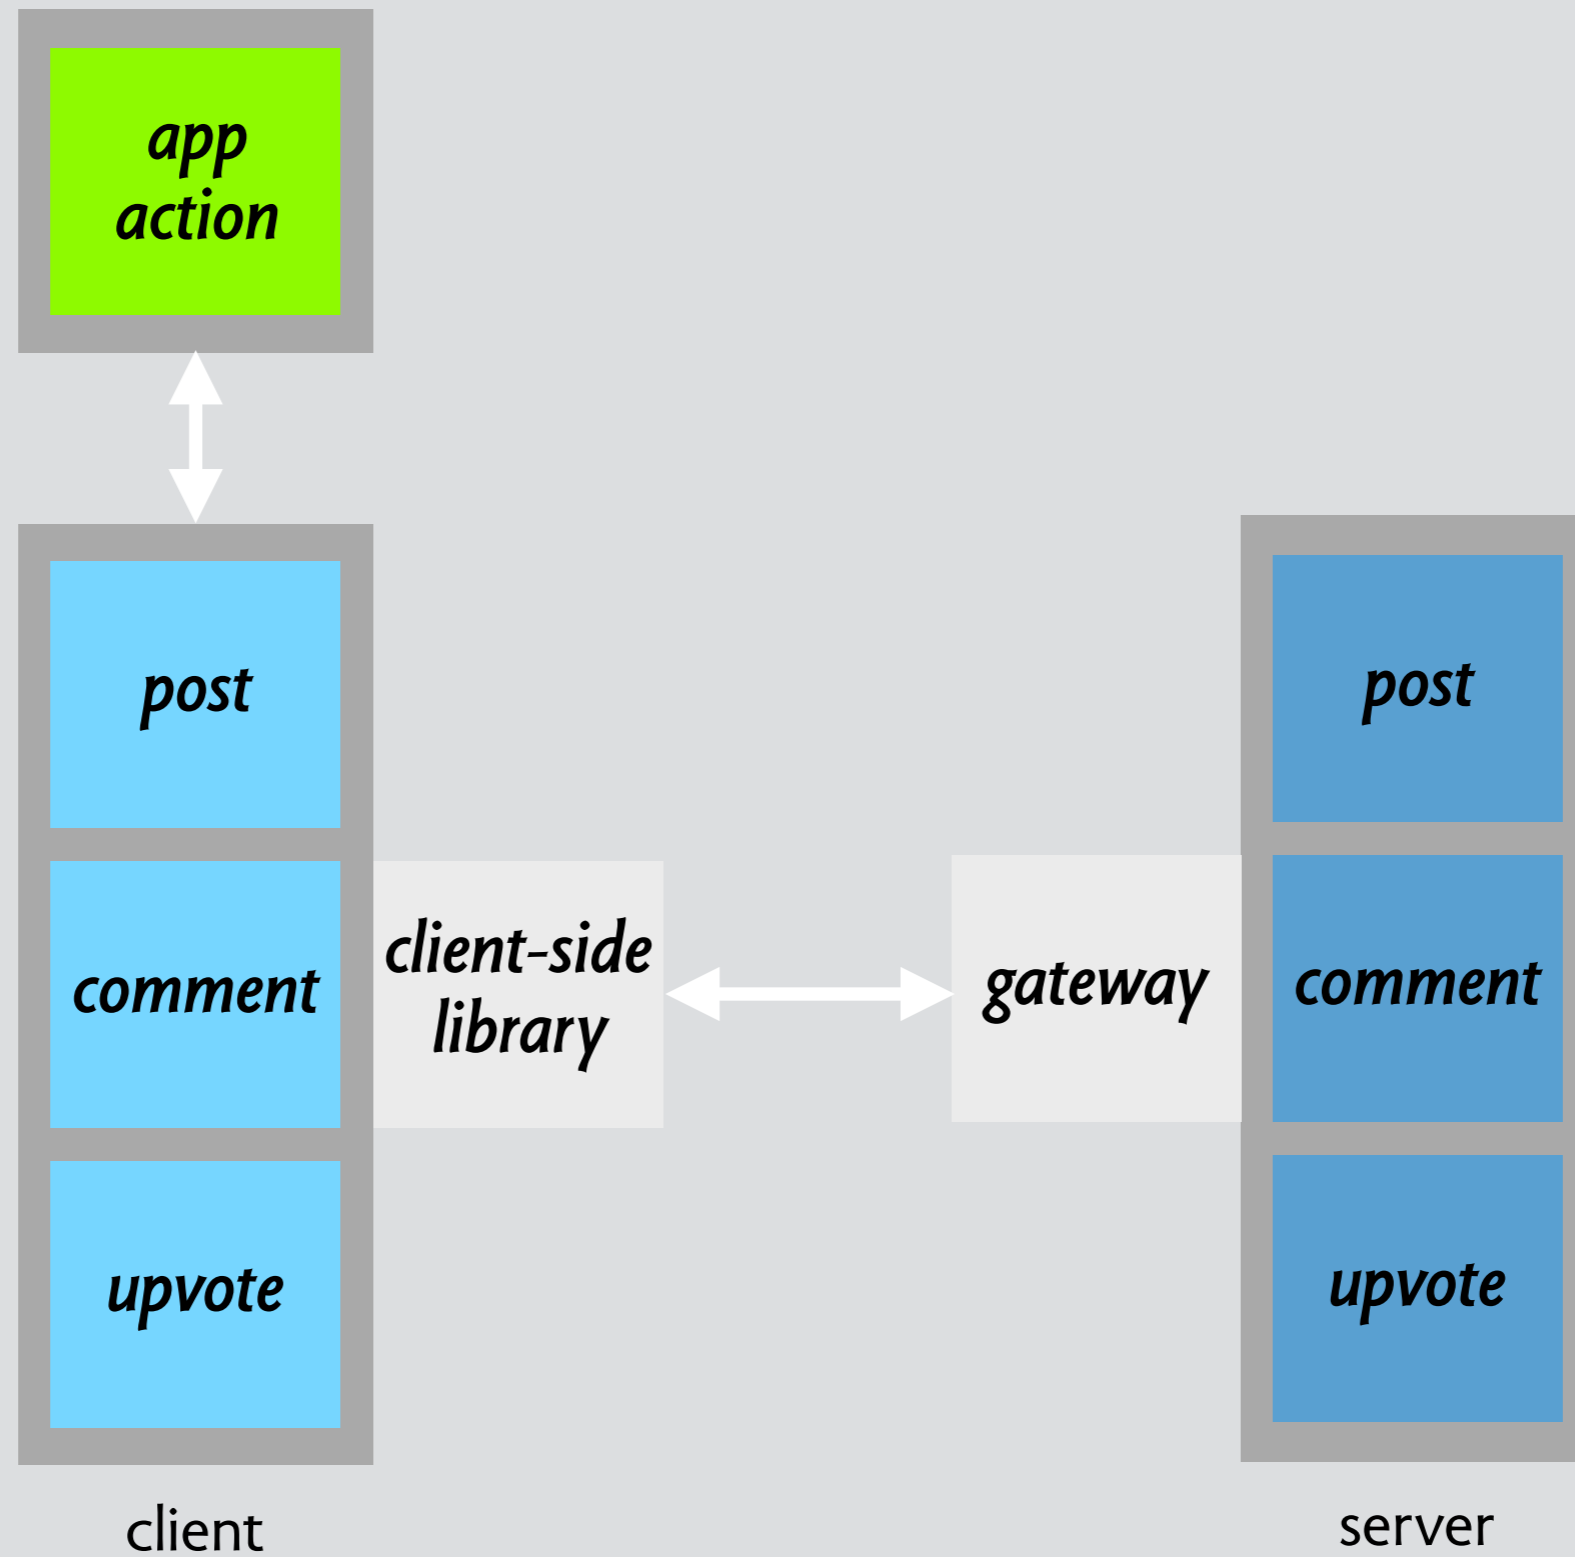 app
action
post
comment
upvote
client-side
library
gateway
post
comment
upvote
client
server